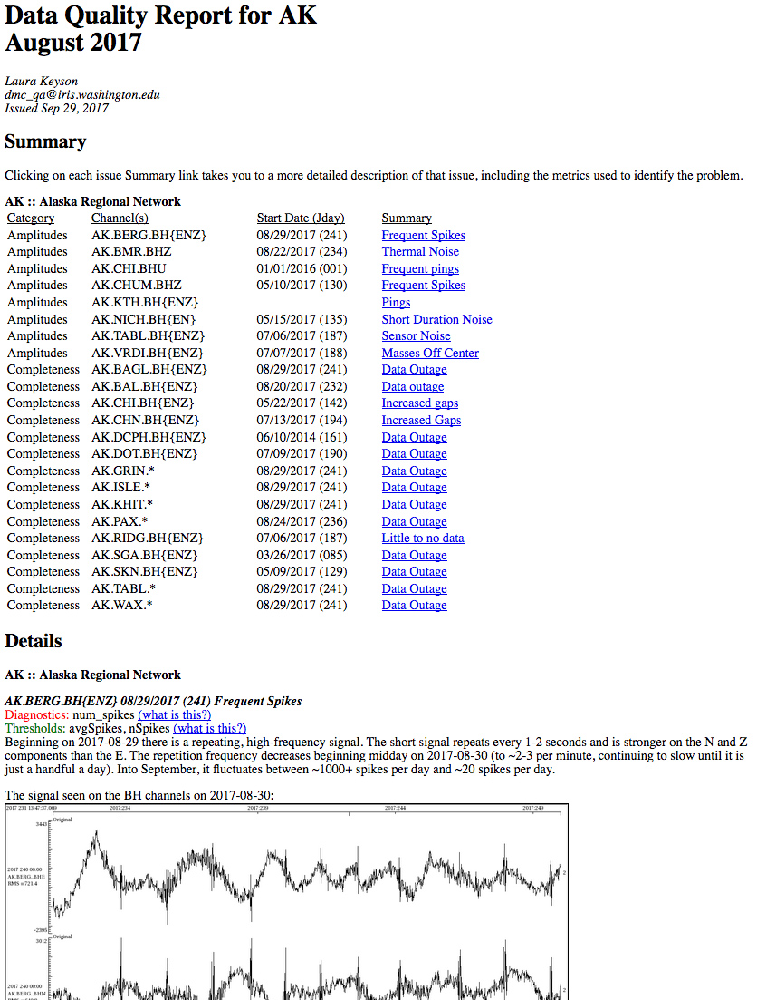 Data Quality Report for AK
August 2017
Laura Keyson
dmc_qa@iris.washington.edu
Issued Sep 29, 2017
Summary
Clicking on each issue Summary link takes you to a more detailed description of that issue, including the metrics used to identify the problem.
AK :: Alaska Regional Network
Category Channel(s) Start Date (Jday) Summary
Amplitudes AK.BERG.BH{ENZ} 08/29/2017 (241) Frequent Spikes
Amplitudes AK.BMR.BHZ 08/22/2017 (234) Thermal Noise
Amplitudes AK.CHI.BHU 01/01/2016 (001) Frequent pings
Amplitudes AK.CHUM.BHZ 05/10/2017 (130) Frequent Spikes
Amplitudes AK.KTH.BH{ENZ} Pings
Amplitudes AK.NICH.BH{EN} 05/15/2017 (135) Short Duration Noise
Amplitudes AK.TABL.BH{ENZ} 07/06/2017 (187) Sensor Noise
Amplitudes AK.VRDI.BH{ENZ} 07/07/2017 (188) Masses Off Center
Completeness AK.BAGL.BH{ENZ} 08/29/2017 (241) Data Outage
Completeness AK.BAL.BH{ENZ} 08/20/2017 (232) Data outage
Completeness AK.CHI.BH{ENZ} 05/22/2017 (142) Increased gaps
Completeness AK.CHN.BH{ENZ} 07/13/2017 (194) Increased Gaps
Completeness AK.DCPH.BH{ENZ} 06/10/2014 (161) Data Outage
Completeness AK.DOT.BH{ENZ} 07/09/2017 (190) Data Outage
Completeness AK.GRIN.* 08/29/2017 (241) Data Outage
Completeness AK.ISLE.* 08/29/2017 (241) Data Outage
Completeness AK.KHIT.* 08/29/2017 (241) Data Outage
Completeness AK.PAX.* 08/24/2017 (236) Data Outage
Completeness AK.RIDG.BH{ENZ} 07/06/2017 (187) Little to no data
Completeness AK.SGA.BH{ENZ} 03/26/2017 (085) Data Outage
Completeness AK.SKN.BH{ENZ} 05/09/2017 (129) Data Outage
Completeness AK.TABL.* 08/29/2017 (241) Data Outage
Completeness AK.WAX.* 08/29/2017 (241) Data Outage
Details
AK :: Alaska Regional Network
AK.BERG.BH{ENZ} 08/29/2017 (241) Frequent Spikes
Diagnostics: num_spikes (what is this?)
Thresholds: avgSpikes, nSpikes (what is this?)
Beginning on 2017-08-29 there is a repeating, high-frequency signal. The short signal repeats every 1-2 seconds and is stronger on the N and Z
components than the E. The repetition frequency decreases beginning midday on 2017-08-30 (to ~2-3 per minute, continuing to slow until it is
just a handful a day). Into September, it fluctuates between ~1000+ spikes per day and ~20 spikes per day.
The signal seen on the BH channels on 2017-08-30:
2017 231 13:47:37 2017:234 2017:239 2017:244 2017:249
Original
3443
2017 240 00:00
AK.BERG..BHE
RMS = 721.4
2
-2395
Original
3012
2017 240 00:00
AK.BERG..BHN
2